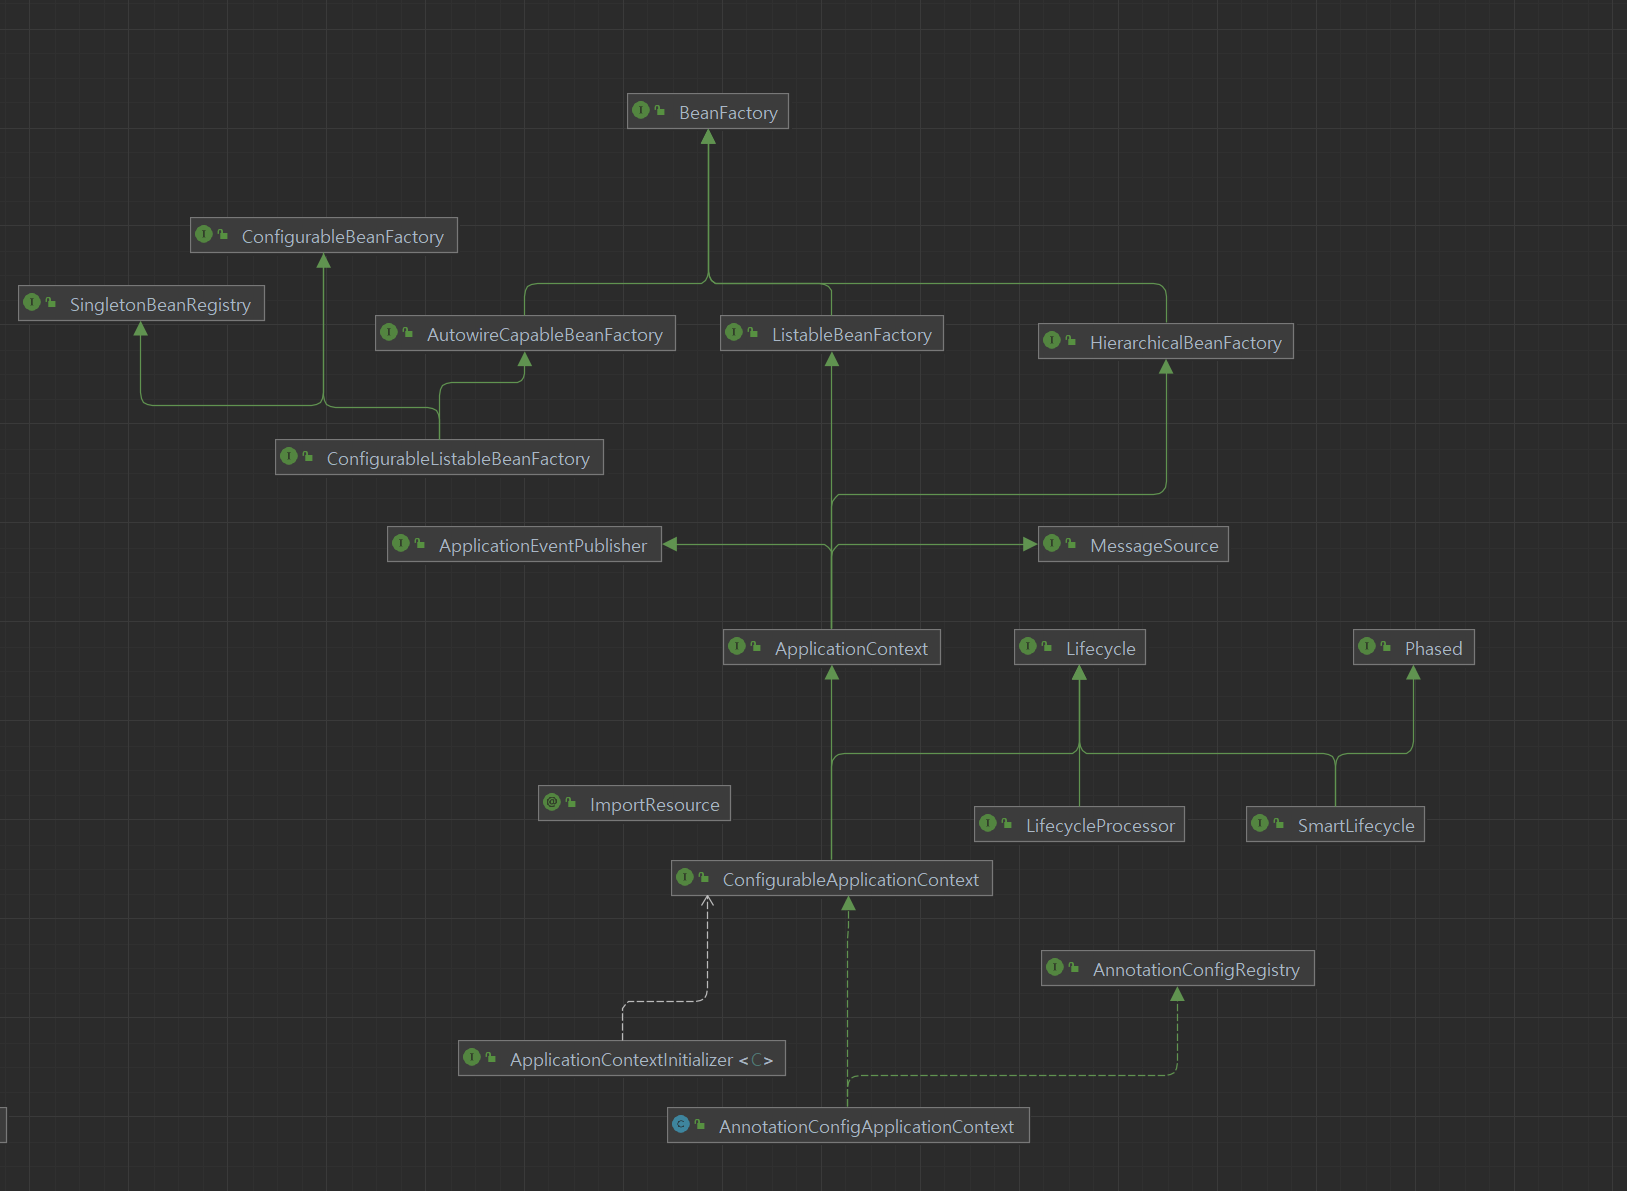 BeanFactory
ConfigurableBeanFactory
SingletonBeanRegistry
AutowireCapableBeanFactory
ListableBeanFactory
HierarchicalBeanFactory
ConfigurableListableBeanFactory
ApplicationEventPublisher
MessageSource
ApplicationContext
Lifecycle
Phased
ImportResource
LifecycleProcessor
SmartLifecycle
ConfigurableApplicationContext
AnnotationConfigRegistry
ApplicationContextInitializer <C>
AnnotationConfigApplicationContext